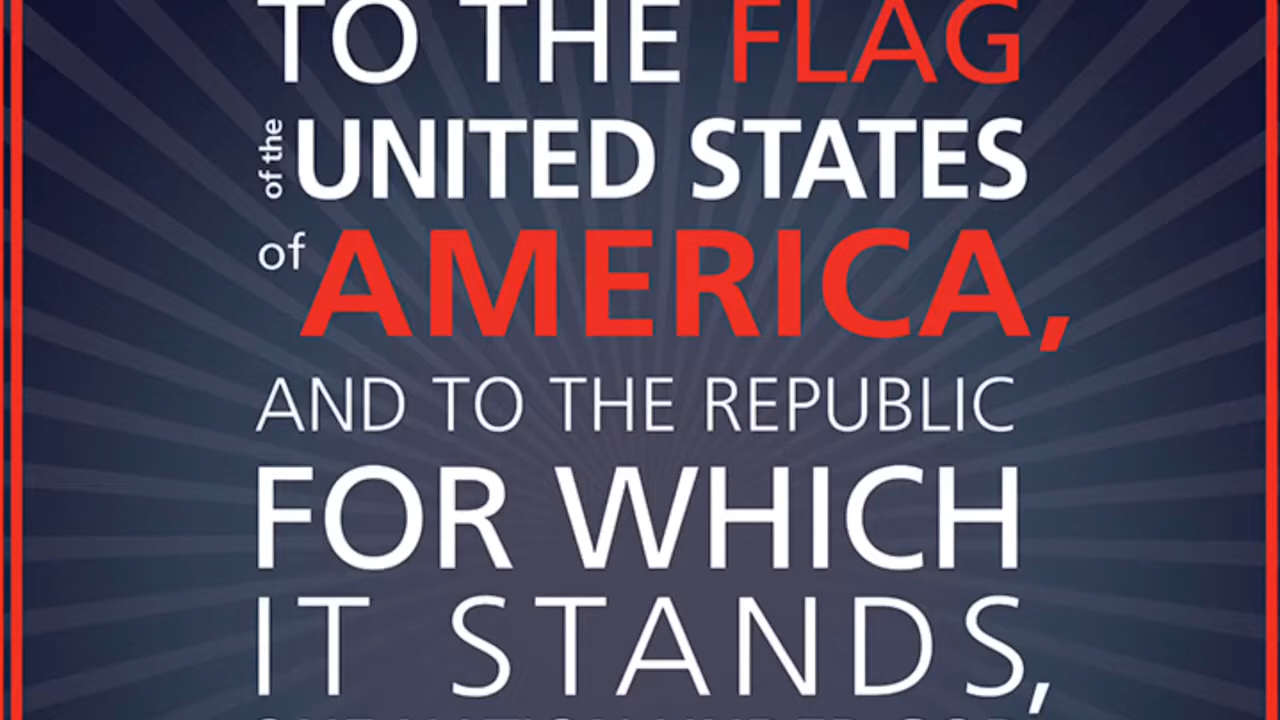 TO THE FLAG
of the UNITED STATES
of AMERICA,
AND TO THE REPUBLIC
FOR WHICH
IT STANDS,